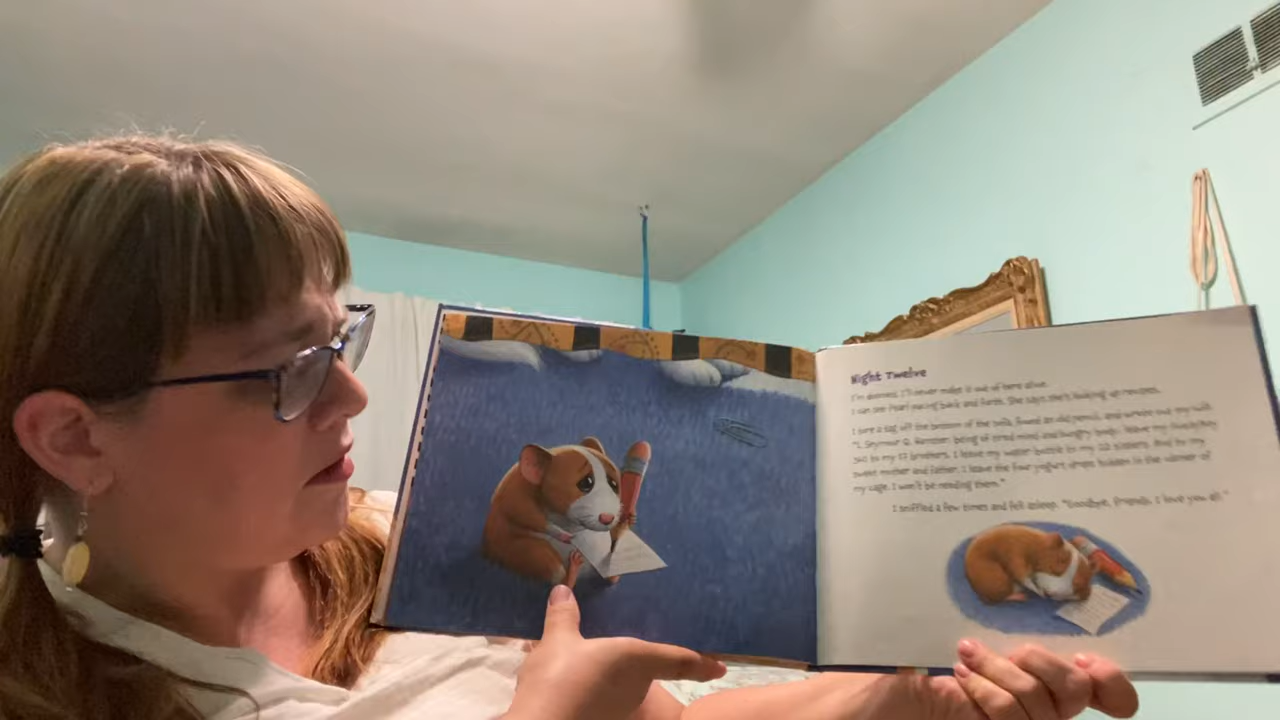 Night Twelve
I'm doomed. I'll never make it out of here alive.
I can see Pearl pacing back and forth. She says she's looking up recipes.
I tore a tag off the bottom of the sofa, found an old pencil, and wrote out my will:
"I, Seymour Hamster, being of tired mind and hungry body, leave my
to my 17 brothers. I leave my water bottle to my sisters. And to my
sweet mother and father, I leave the four yogurt drops hidden in the corner of
my cage. I won't be needing them."
I sniffled a few times and fell asleep. "Goodbye, friends. I love you all."